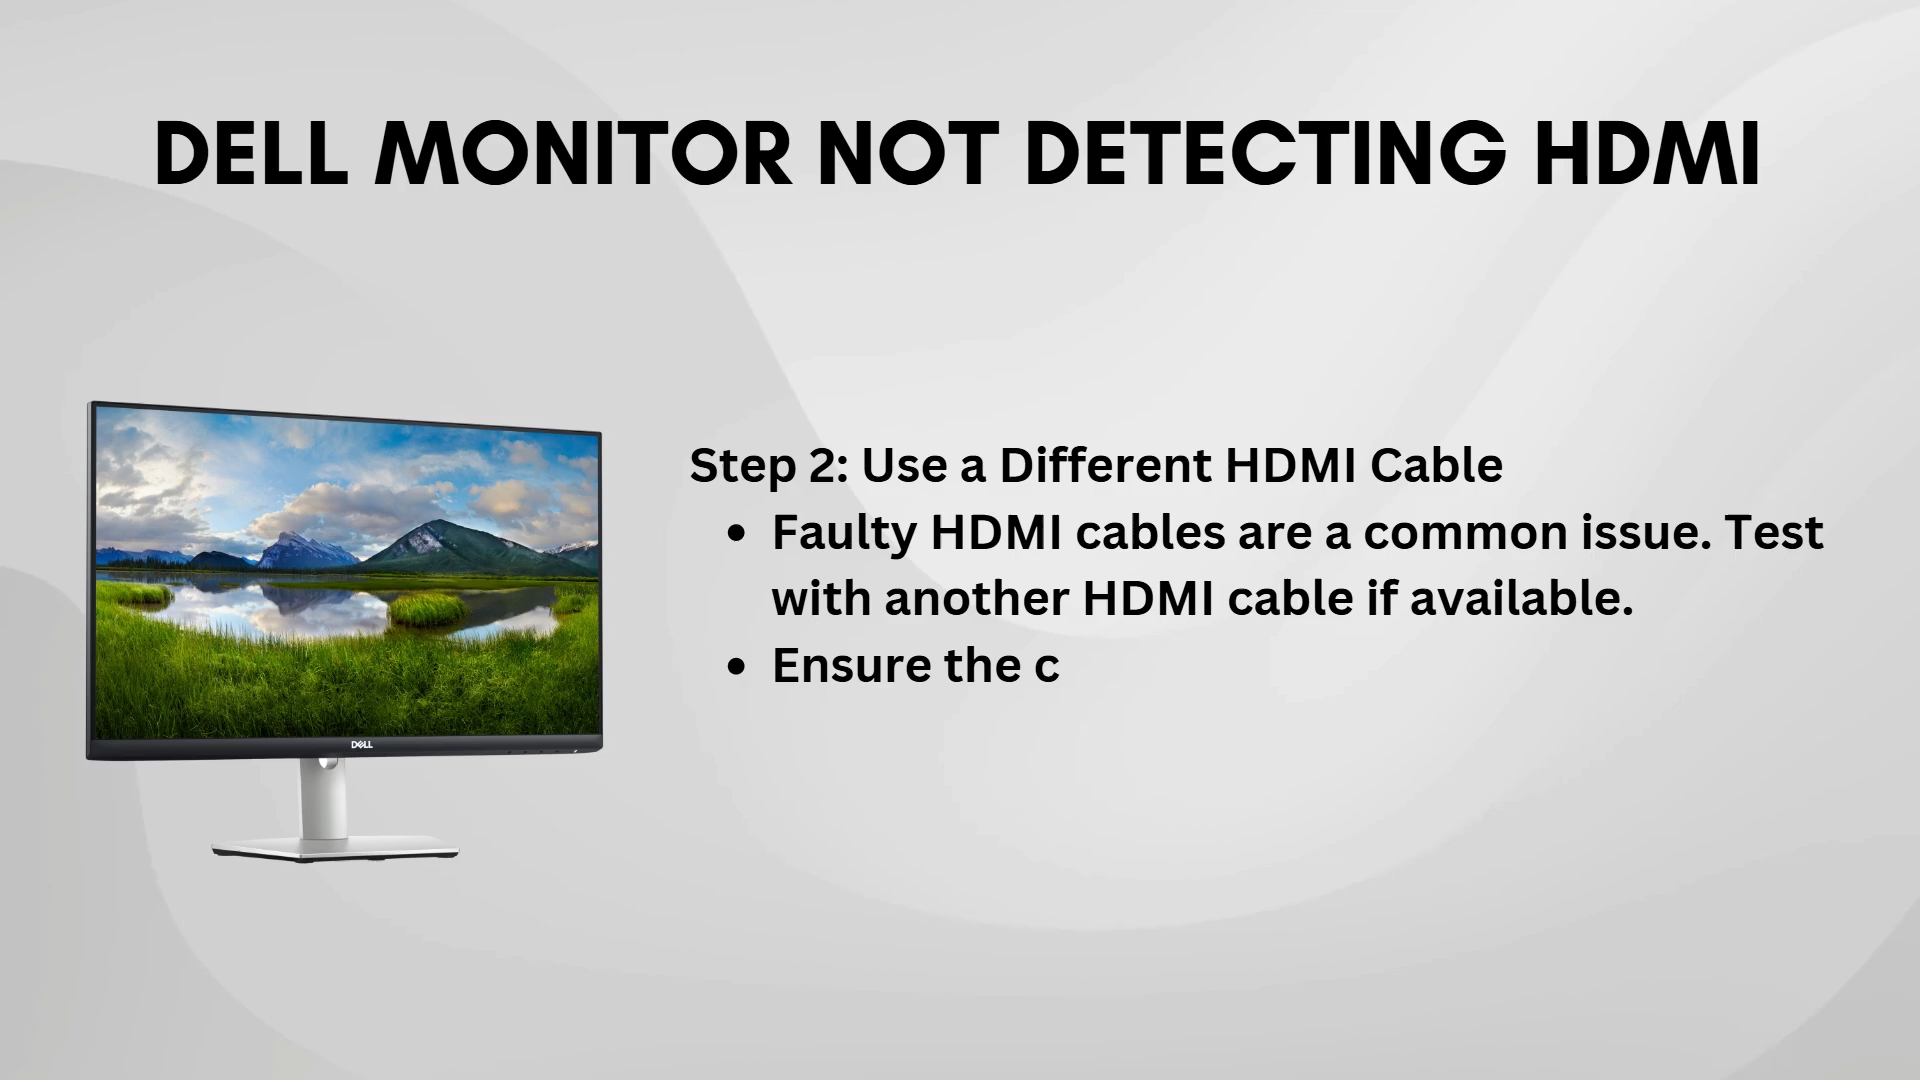 DELL MONITOR NOT DETECTING HDMI
Step 2: Use a Different HDMI Cable
• Faulty HDMI cables are a common issue. Test
with another HDMI cable if available.
• Ensure the c
DELL